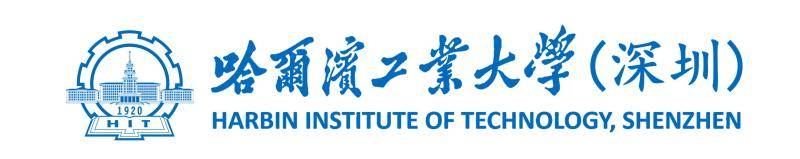 哈爾濱工業大學(深圳)
HARBIN INSTITUTE OF TECHNOLOGY, SHENZHEN
1920
HIT